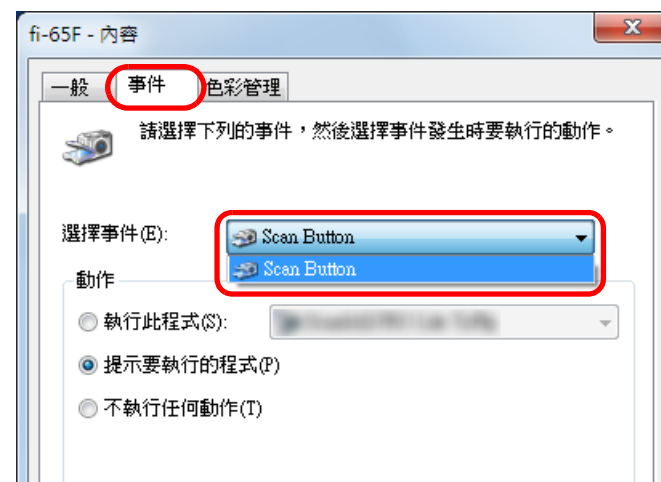 fi-65F - 內容
一般 事件 色彩管理
請選擇下列的事件，然後選擇事件發生時要執行的動作。
選擇事件(E): Scan Button
Scan Button
動作
執行此程式(S):
提示要執行的程式(P)
不執行任何動作(T)